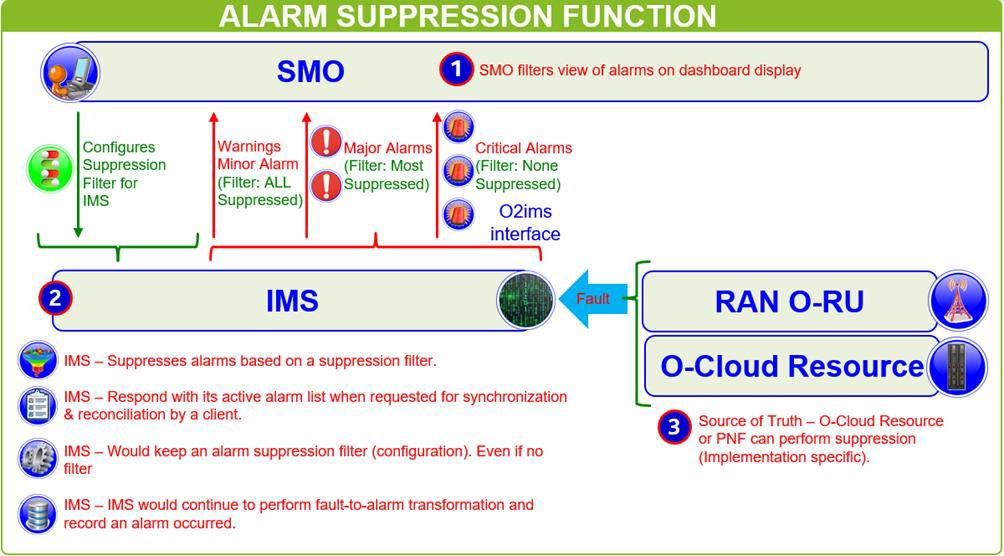 ALARM SUPPRESSION FUNCTION
SMO
1
SMO filters view of alarms on dashboard display
Configures
Suppression
Filter for
IMS
Warnings
Minor Alarm
(Filter: ALL
Suppressed)
Major Alarms
(Filter: Most
Suppressed)
Critical Alarms
(Filter: None
Suppressed)
O2ims
interface
2
IMS
Fault
RAN O-RU
O-Cloud Resource
IMS – Suppresses alarms based on a suppression filter.
IMS – Respond with its active alarm list when requested for synchronization
& reconciliation by a client.
IMS – Would keep an alarm suppression filter (configuration). Even if no
filter
IMS – IMS would continue to perform fault-to-alarm transformation and
record an alarm occurred.
3
Source of Truth – O-Cloud Resource
or PNF can perform suppression
(Implementation specific).